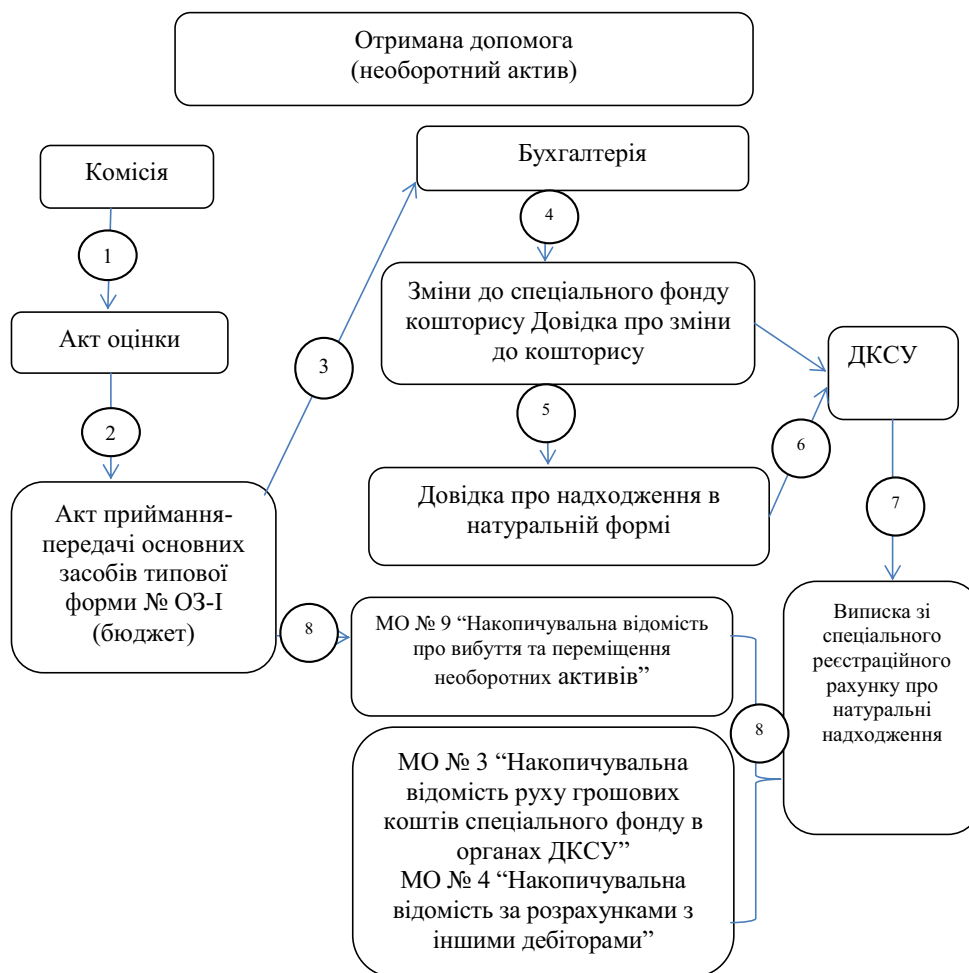 Отримана допомога
(необоротний актив)
Комісія
Бухгалтерія
4
1
Зміни до спеціального фонду
кошторису Довідка про зміни
до кошторису
Акт оцінки
3
ДКСУ
5
2
6
Довідка про надходження в
натуральній формі
7
Акт приймання-
передачі основних
засобів типової
форми № ОЗ-І
(бюджет)
8
МО № 9 “Накопичувальна відомість
про вибуття та переміщення
необоротних активів”
Виписка зі
спеціального
реєстраційного
рахунку про
натуральні
надходження
8
МО № 3 “Накопичувальна
відомість руху грошових
коштів спеціального фонду в
органах ДКСУ”
МО № 4 “Накопичувальна
відомість за розрахунками з
іншими дебіторами”